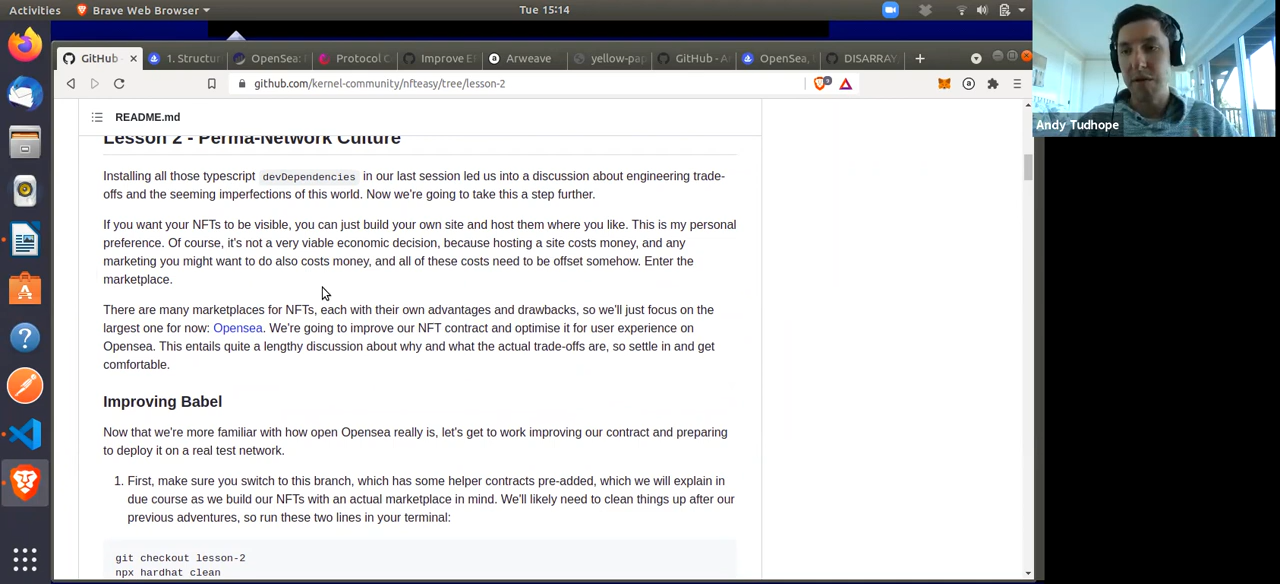 Activities
Brave Web Browser
Tue 15:14
GitHub -
1. Structur
OpenSea:
Protocol C
Improve E
Arweave
yellow-pap
GitHub - A
OpenSea,
DISARRAY
github.com/kernel-community/nfteasy/tree/lesson-2
9
README.md
Andy Tudhope
Lesson 2 - Perma-Network Culture
Installing all those typescript devDependencies in our last session led us into a discussion about engineering trade-
offs and the seeming imperfections of this world. Now we're going to take this a step further.
If you want your NFTs to be visible, you can just build your own site and host them where you like. This is my personal
preference. Of course, it's not a very viable economic decision, because hosting a site costs money, and any
marketing you might want to do also costs money, and all of these costs need to be offset somehow. Enter the
marketplace.
There are many marketplaces for NFTs, each with their own advantages and drawbacks, so we'll just focus on the
largest one for now: Opensea. We're going to improve our NFT contract and optimise it for user experience on
Opensea. This entails quite a lengthy discussion about why and what the actual trade-offs are, so settle in and get
comfortable.
Improving Babel
Now that we're more familiar with how open Opensea really is, let's get to work improving our contract and preparing
to deploy it on a real test network.
1. First, make sure you switch to this branch, which has some helper contracts pre-added, which we will explain in
due course as we build our NFTs with an actual marketplace in mind. We'll likely need to clean things up after our
previous adventures, so run these two lines in your terminal:
git checkout lesson-2
npx hardhat clean